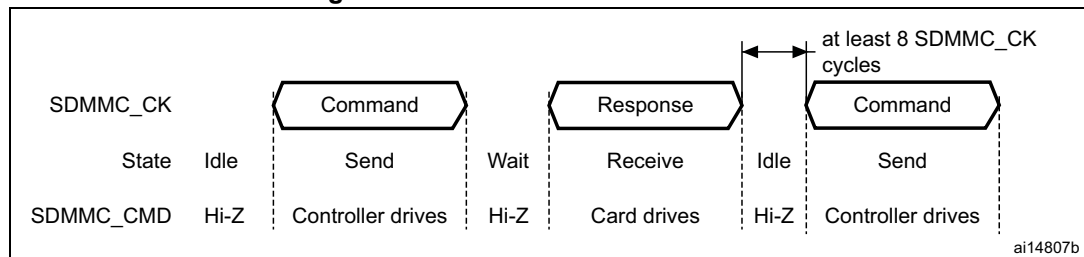 at least 8 SDMMC_CK
cycles
SDMMC_CK Command Response Command
State Idle Send Wait Receive Idle Send
SDMMC_CMD Hi-Z Controller drives Hi-Z Card drives Hi-Z Controller drives
ai14807b